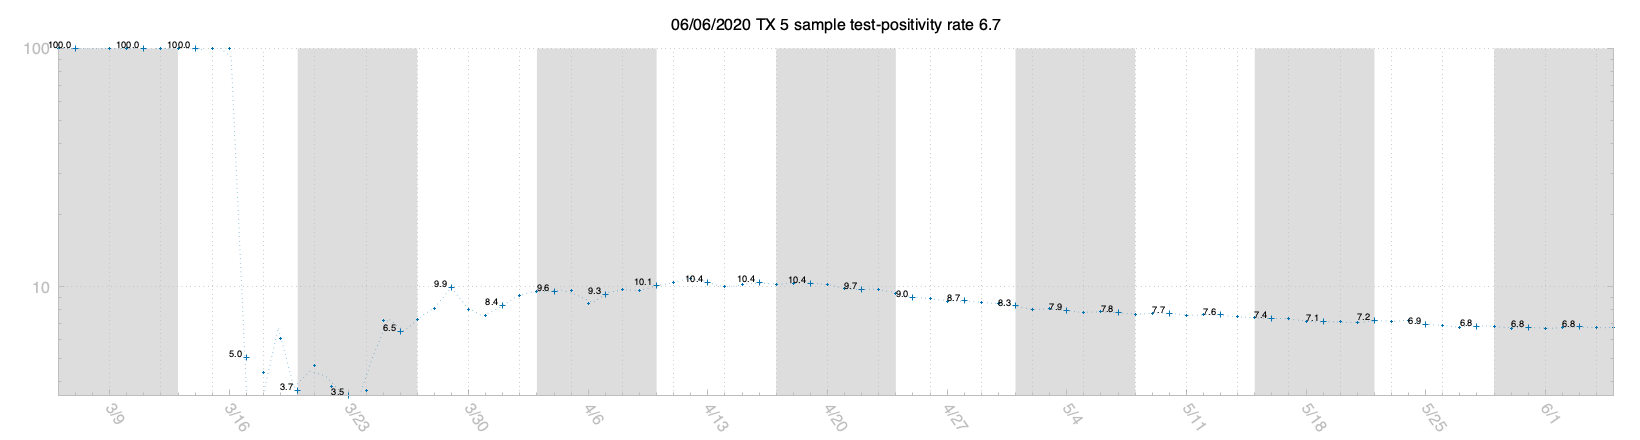 06/06/2020 TX 5 sample test-positivity rate 6.7
100
100.0 100.0 100.0
10
5.0 3.7 3.5 6.5 9.9 8.4 9.6 9.3 10.1 10.4 10.4 10.4 9.7 9.0 8.7 8.3 7.9 7.8 7.7 7.6 7.4 7.1 7.2 6.9 6.8 6.8 6.8
3/9 3/16 3/23 3/30 4/6 4/13 4/20 4/27 5/4 5/11 5/18 5/25 6/1